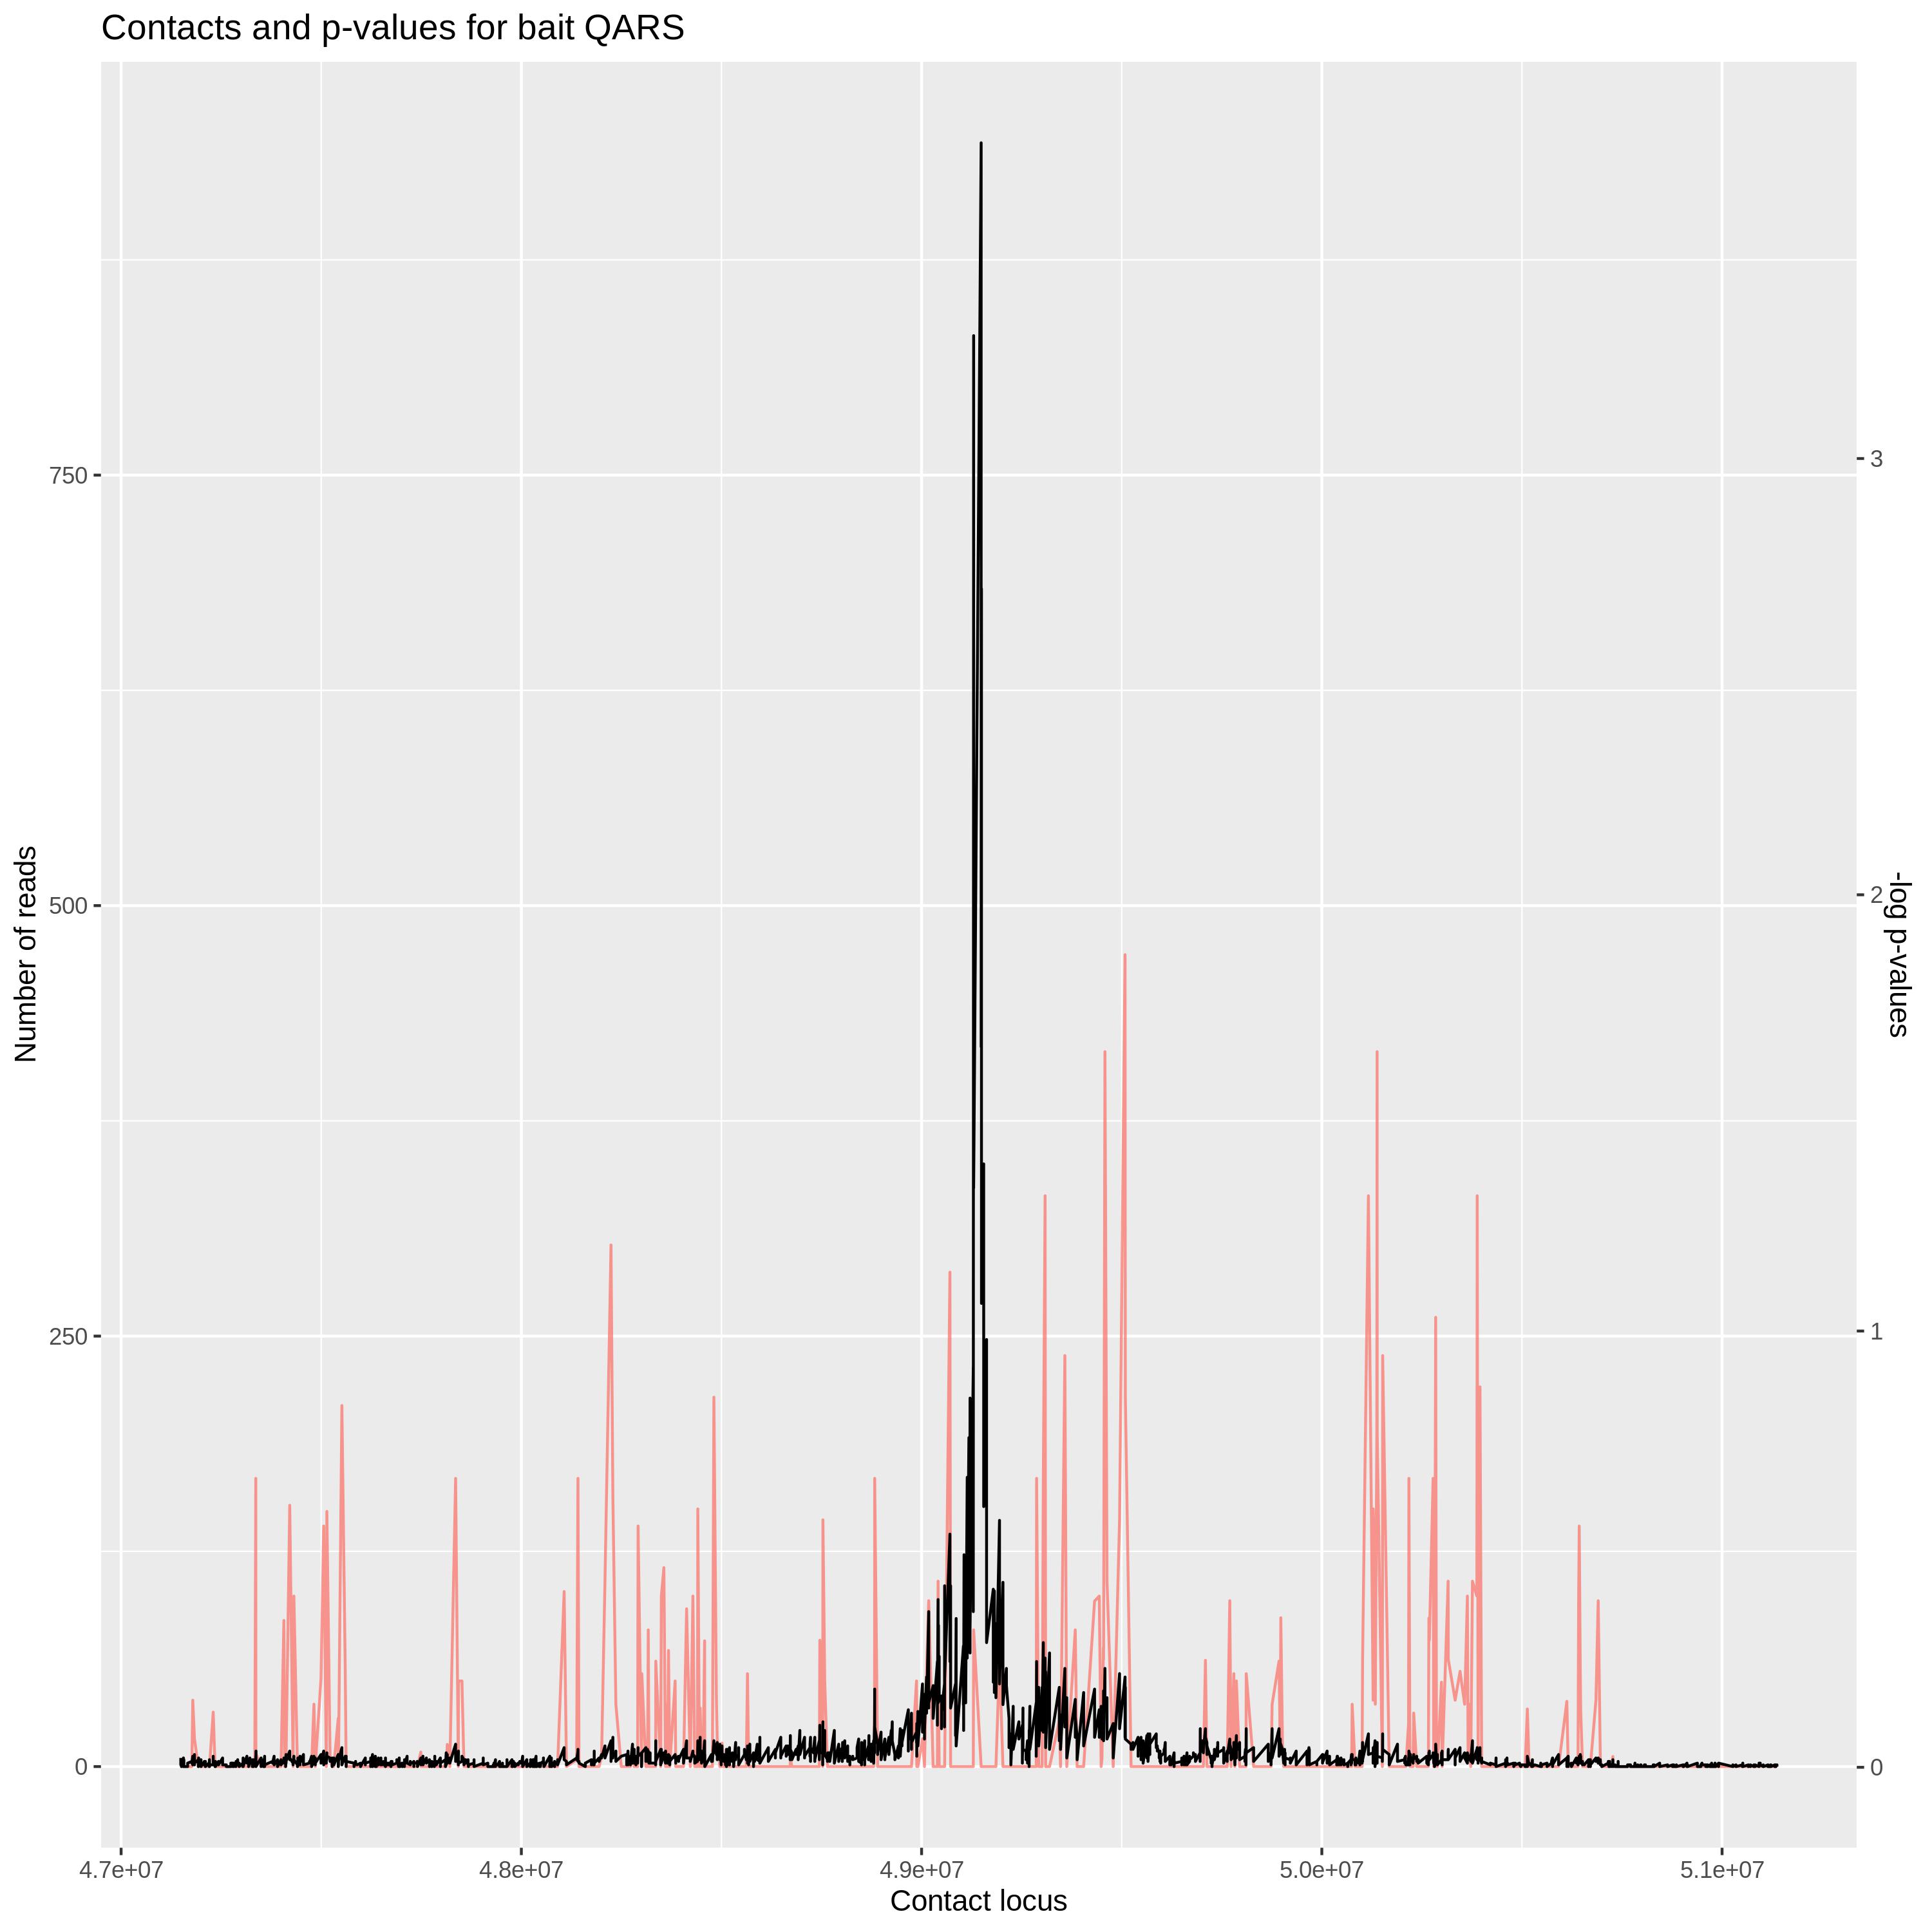 Contacts and p-values for bait QARS
Number of reads
750
500
250
0
3
2
1
0
-log p-values
4.7e+07
4.8e+07
4.9e+07
5.0e+07
5.1e+07
Contact locus